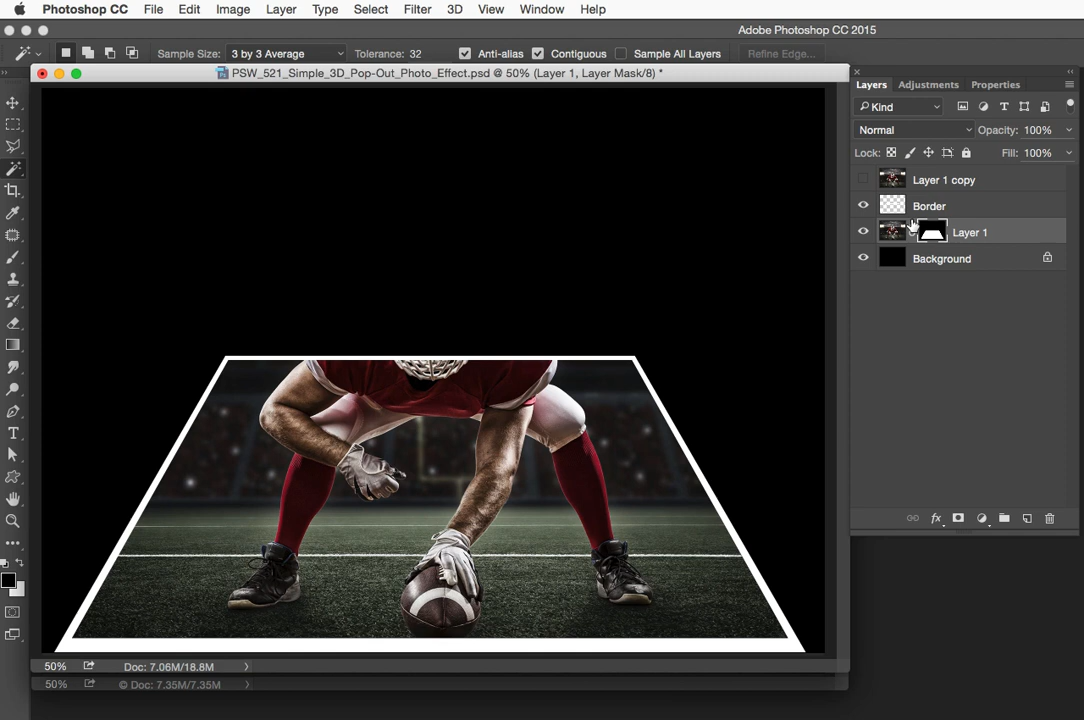 Photoshop CC File Edit Image Layer Type Select Filter 3D View Window Help
Adobe Photoshop CC 2015
Sample Size: 3 by 3 Average Tolerance: 32 Anti-alias Contiguous Sample All Layers Refine Edge...
PSW_521_Simple_3D_Pop-Out_Photo_Effect.psd @ 50% (Layer 1, Layer Mask/8) *
Layers Adjustments Properties
Kind
Normal Opacity: 100%
Lock: Fill: 100%
Layer 1 copy
Border
Layer 1
Background
fx
50% Doc: 7.06M/18.8M
50% © Doc: 7.35M/7.35M